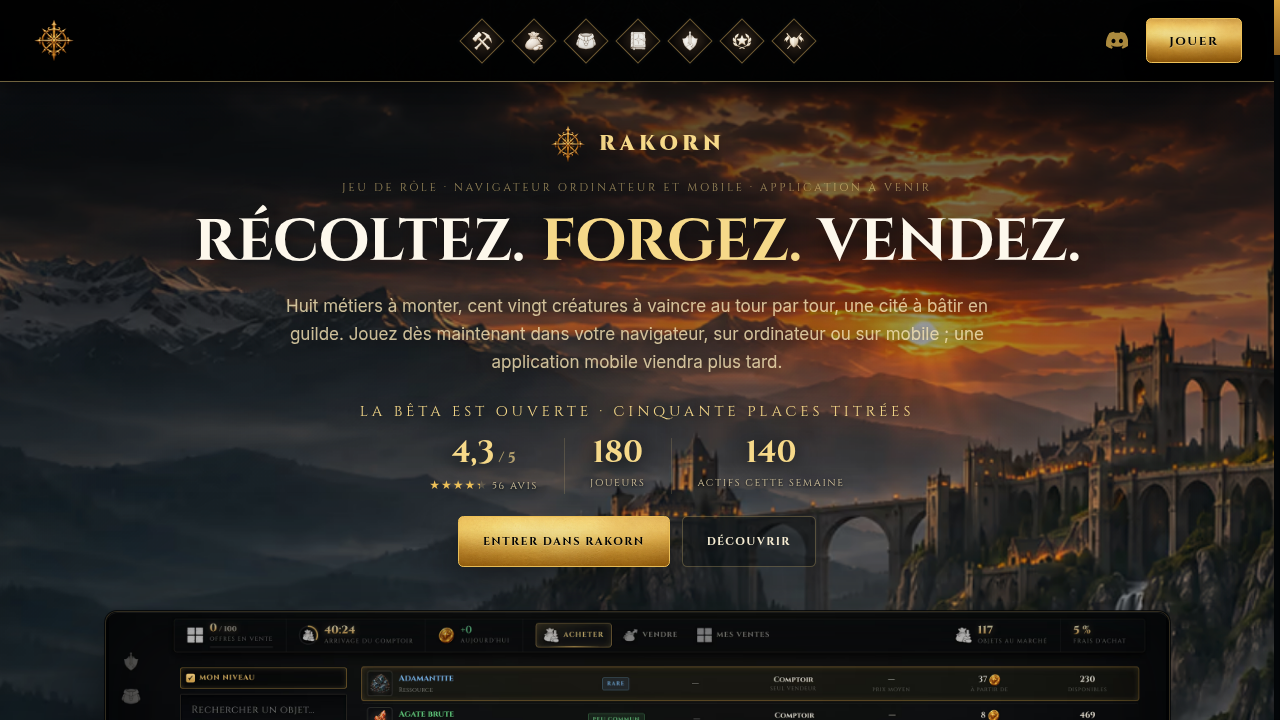 JOUER
RAKORN
JEU DE RÔLE · NAVIGATEUR ORDINATEUR ET MOBILE · APPLICATION À VENIR
RÉCOLTEZ. FORGEZ. VENDEZ.
Huit métiers à monter, cent vingt créatures à vaincre au tour par tour, une cité à bâtir en
guilde. Jouez dès maintenant dans votre navigateur, sur ordinateur ou sur mobile ; une
application mobile viendra plus tard.
LA BÊTA EST OUVERTE · CINQUANTE PLACES TITRÉES
4,3 / 5 180 140
★★★★ 56 AVIS JOUEURS ACTIFS CETTE SEMAINE
ENTRER DANS RAKORN DÉCOUVRIR
0 / 100 40:24 +0 ACHETER VENDRE MES VENTES 117 5 %
OFFRES EN VENTE ARRIVAGE DU COMPTOIR AUJOURD'HUI OBJETS AU MARCHÉ FRAIS D'ACHAT
MON NIVEAU
ADAMANTITE RARE — COMPTOIR — 37 230
RESSOURCE SEUL VENDEUR PRIX MOYEN À PARTIR DE DISPONIBLES
RECHERCHER UN OBJET...
AGATE BRUTE PEU COMMUN — COMPTOIR — 8 469